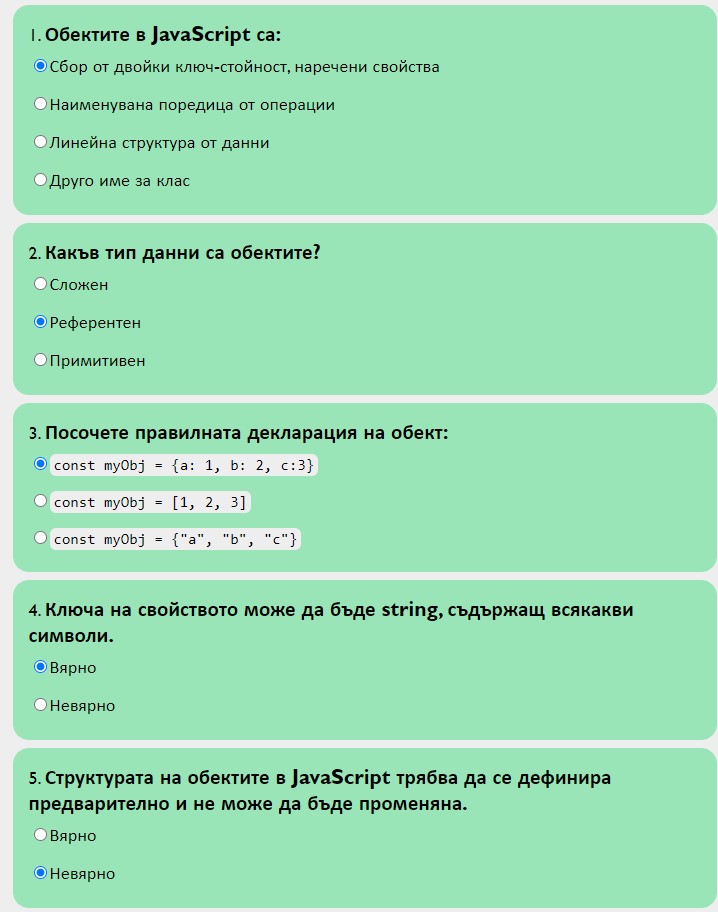 1. Обектите в JavaScript са:
Сбор от двойки ключ-стойност, наречени свойства
Наименувана поредица от операции
Линейна структура от данни
Друго име за клас
2. Какъв тип данни са обектите?
Сложен
Референтен
Примитивен
3. Посочете правилната декларация на обект:
const myObj = {a: 1, b: 2, c:3}
const myObj = [1, 2, 3]
const myObj = {"a", "b", "c"}
4. Ключа на свойството може да бъде string, съдържащ всякакви
символи.
Вярно
Невярно
5. Структурата на обектите в JavaScript трябва да се дефинира
предварително и не може да бъде променяна.
Вярно
Невярно